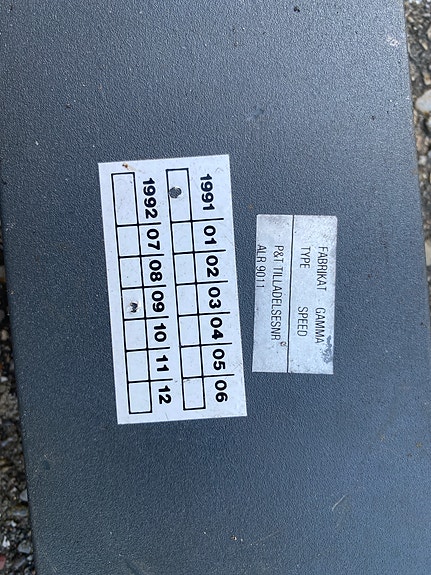 FABRIKAT GAMMA
TYPE SPEED
P&T TILLADELSESNR
ALR 9011
1991 01 02 03 04 05 06
1992 07 08 09 10 11 12